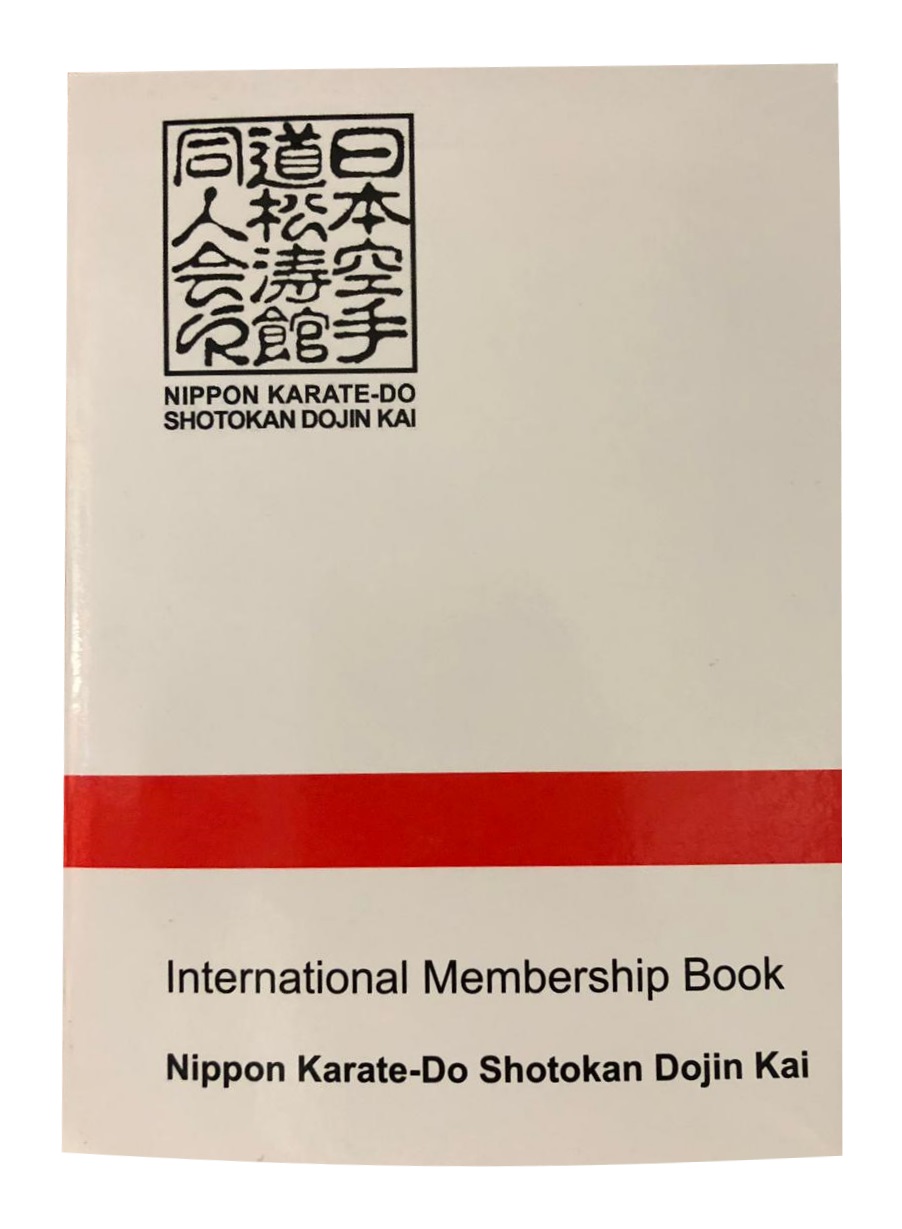 日本空手
道松涛館
同人会
NIPPON KARATE-DO
SHOTOKAN DOJIN KAI
International Membership Book
Nippon Karate-Do Shotokan Dojin Kai